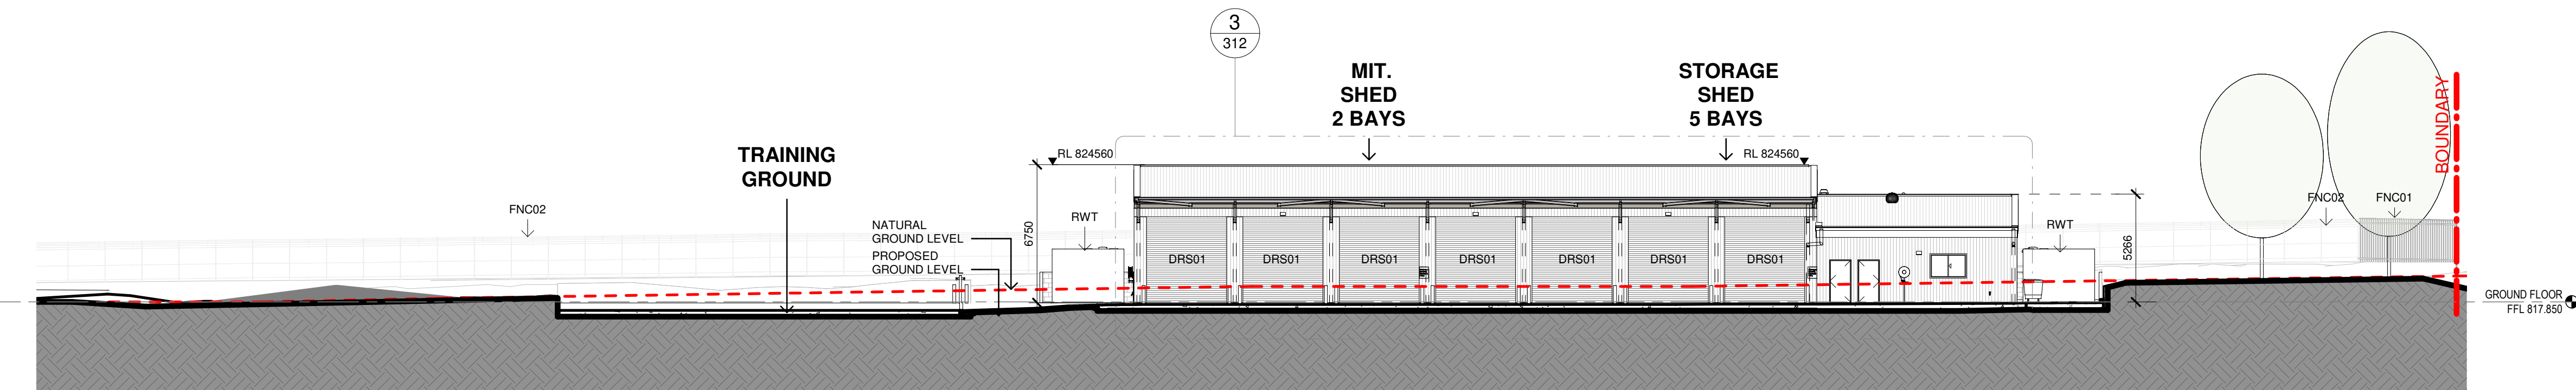 3
312
MIT.
SHED
2 BAYS
STORAGE
SHED
5 BAYS
BOUNDARY
TRAINING
GROUND
RL 824560
RL 824560
FNC02
FNC02
FNC01
NATURAL
GROUND LEVEL
PROPOSED
GROUND LEVEL
6750
RWT
RWT
5266
DRS01
DRS01
DRS01
DRS01
DRS01
DRS01
DRS01
GROUND FLOOR
FFL 817.850